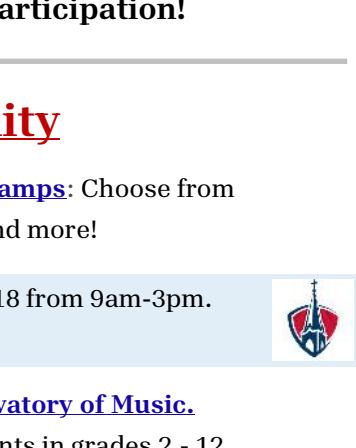 articipation!
ity
amps: Choose from
nd more!
18 from 9am-3pm.
vatory of Music.
nts in grades 2 - 12